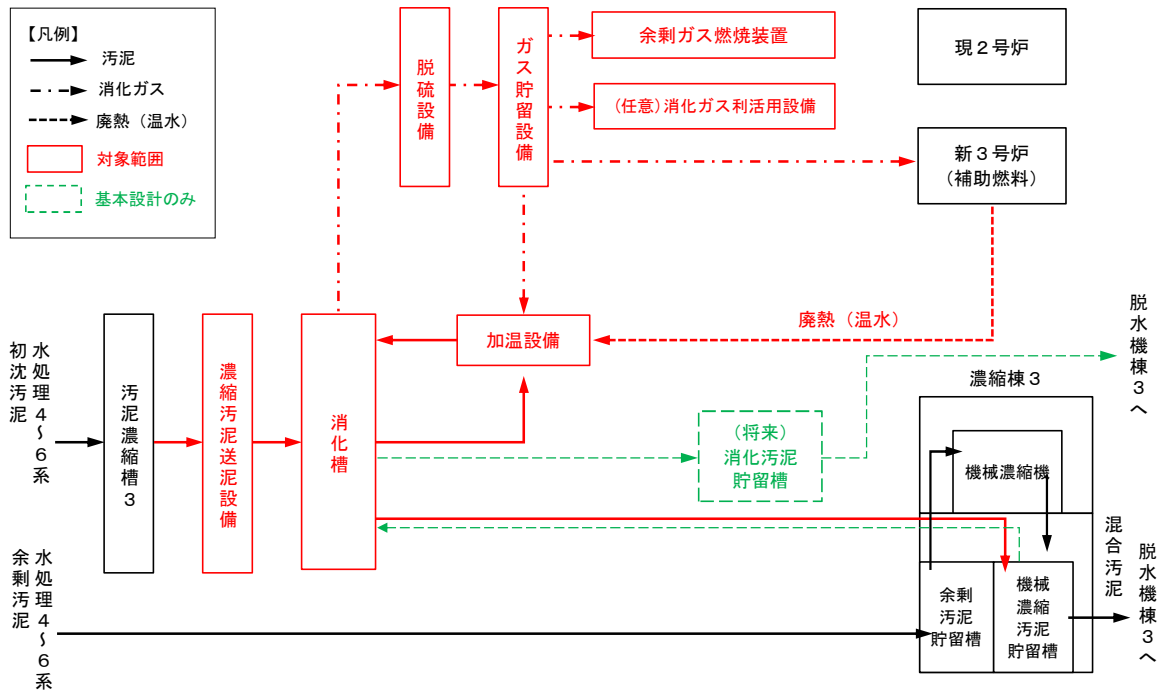 【凡例】
汚泥
消化ガス
廃熱（温水）
対象範囲
基本設計のみ
脱硫設備
ガス貯留設備
余剰ガス燃焼装置
(任意)消化ガス利活用設備
現２号炉
新３号炉
（補助燃料）
廃熱（温水）
加温設備
水処理４～６系
初沈汚泥
汚泥濃縮槽３
濃縮汚泥送泥設備
消化槽
（将来）
消化汚泥
貯留槽
脱水機棟３へ
濃縮棟３
機械濃縮機
水処理４～６系
余剰汚泥
余剰
汚泥
貯留槽
機械
濃縮
汚泥
貯留槽
混合汚泥
脱水機棟３へ